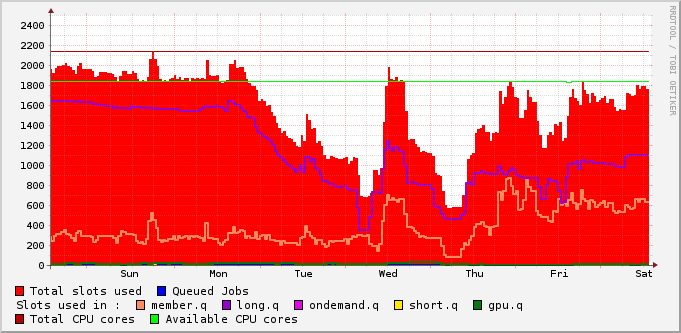 2400
2200
2000
1800
1600
1400
1200
1000
800
600
400
200
0
Sun Mon Tue Wed Thu Fri Sat
RRDTOOL / TOBI OETIKER
Total slots used Queued Jobs
Slots used in : member.q long.q ondemand.q short.q gpu.q
Total CPU cores Available CPU cores